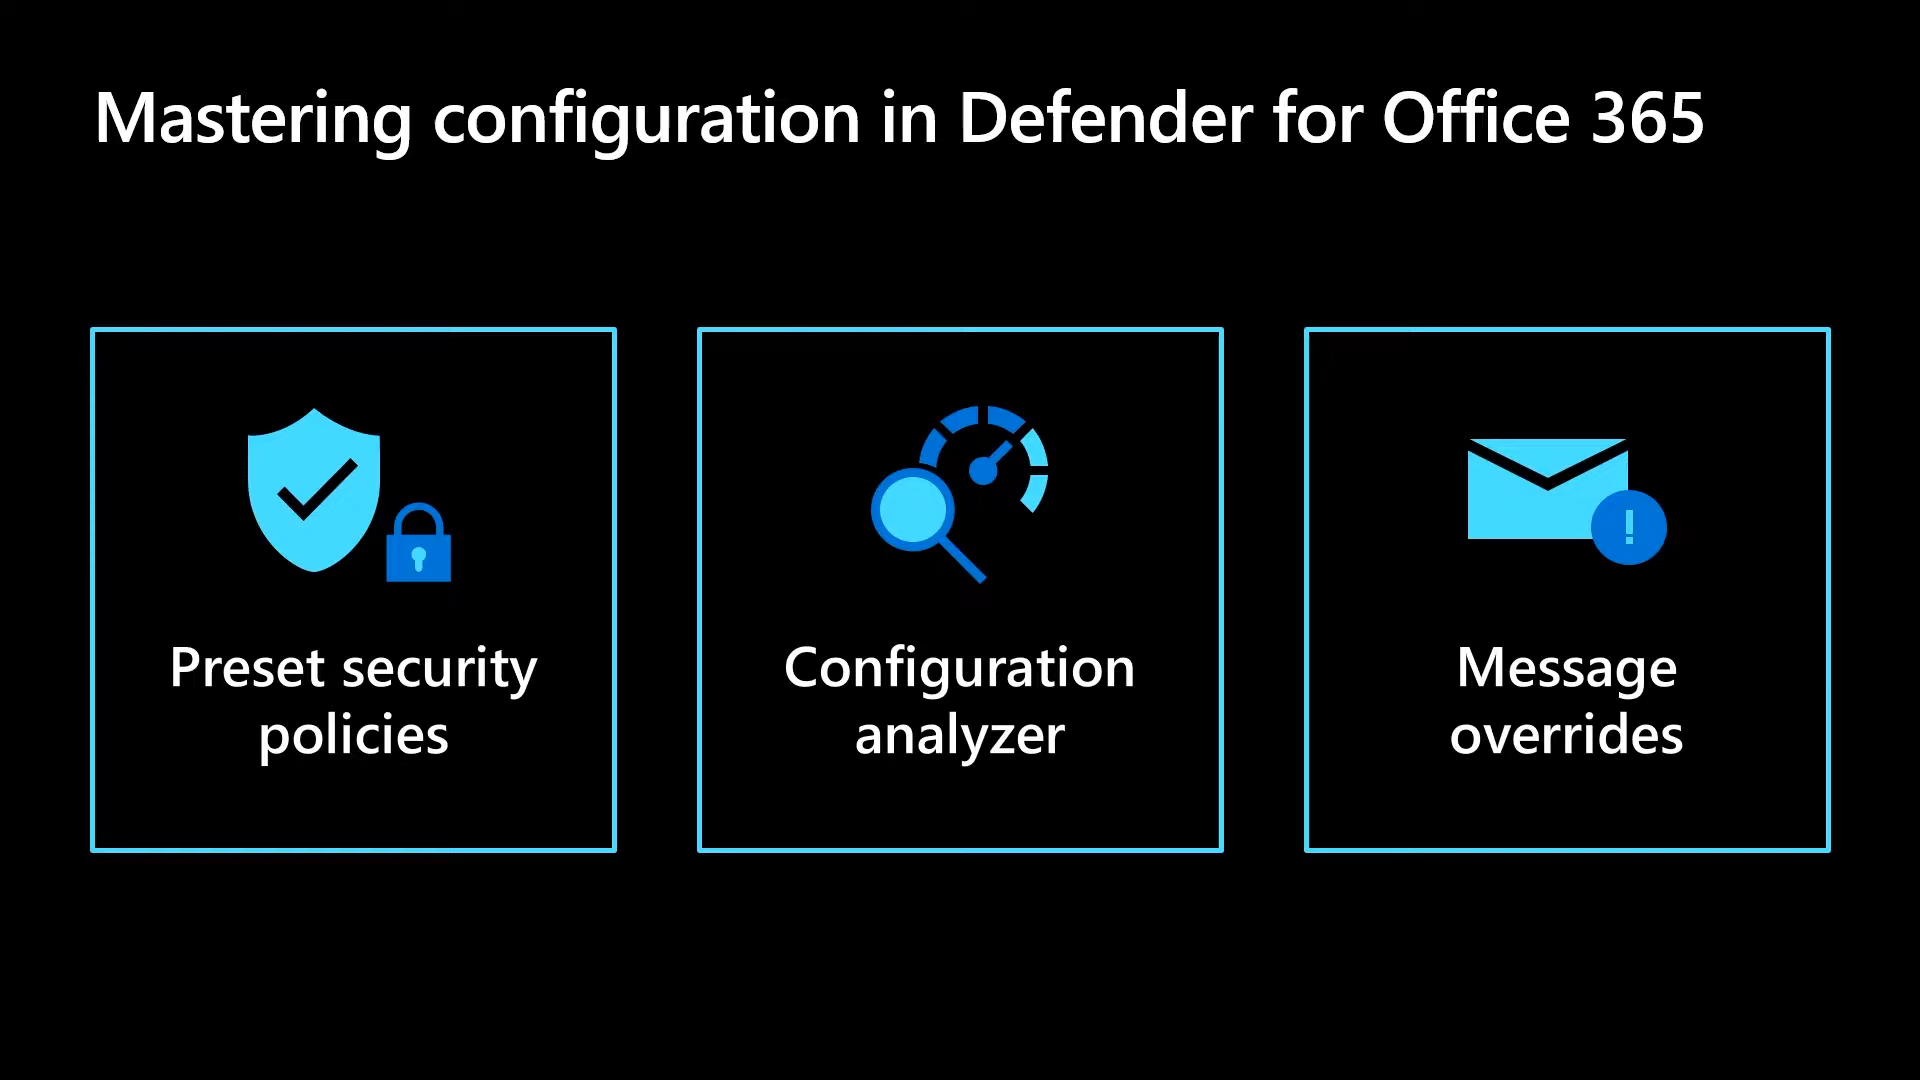 Mastering configuration in Defender for Office 365
Preset security
policies
Configuration
analyzer
Message
overrides